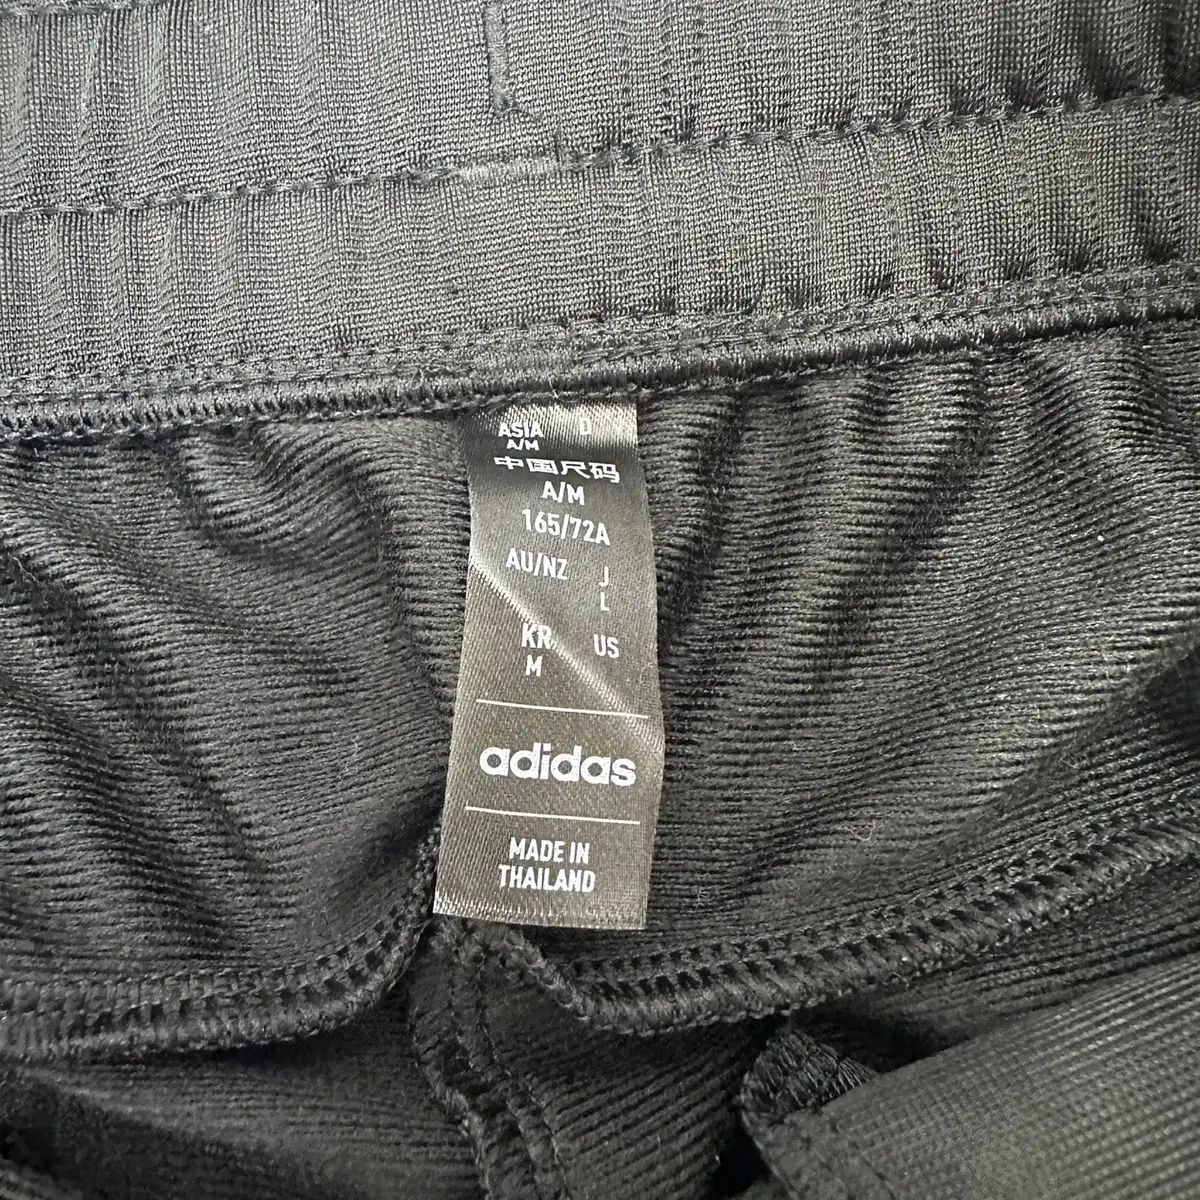 ASIA D
A/M
中国尺码
A/M
165/72A
AU/NZ J
L
KR US
M
adidas
MADE IN
THAILAND